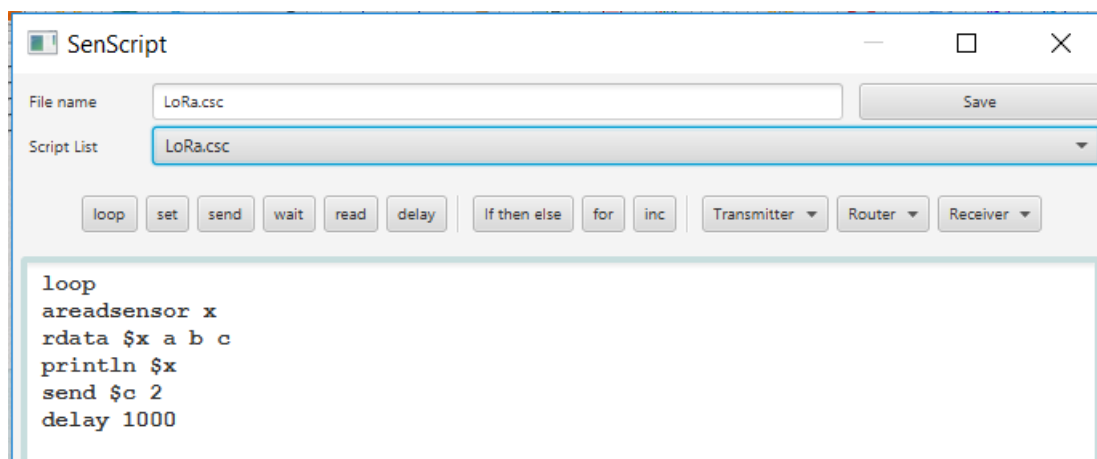 SenScript
File name LoRa.csc Save
Script List LoRa.csc
loop set send wait read delay If then else for inc Transmitter Router Receiver
loop
areadsensor x
rdata $x a b c
println $x
send $c 2
delay 1000